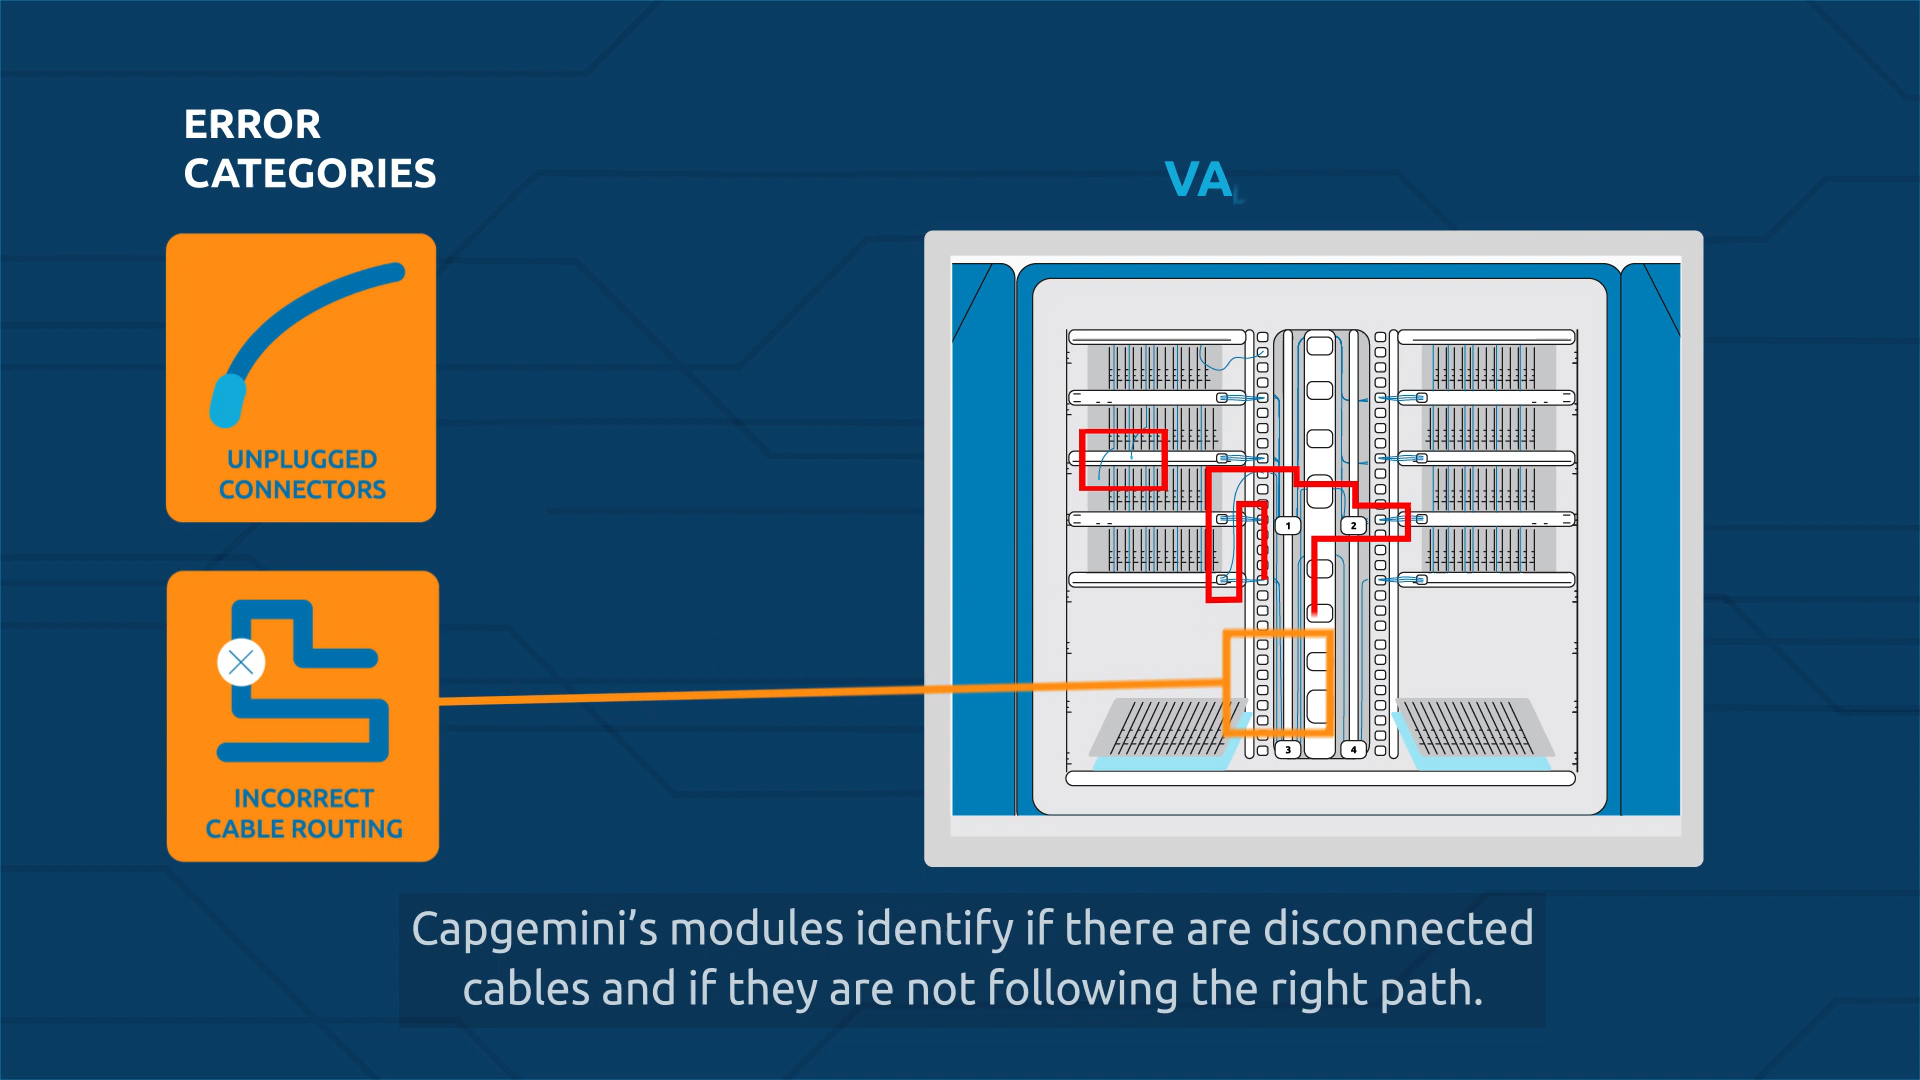 ERROR
CATEGORIES
VAL
UNPLUGGED
CONNECTORS
1
2
3
4
INCORRECT
CABLE ROUTING
Capgemini’s modules identify if there are disconnected
cables and if they are not following the right path.